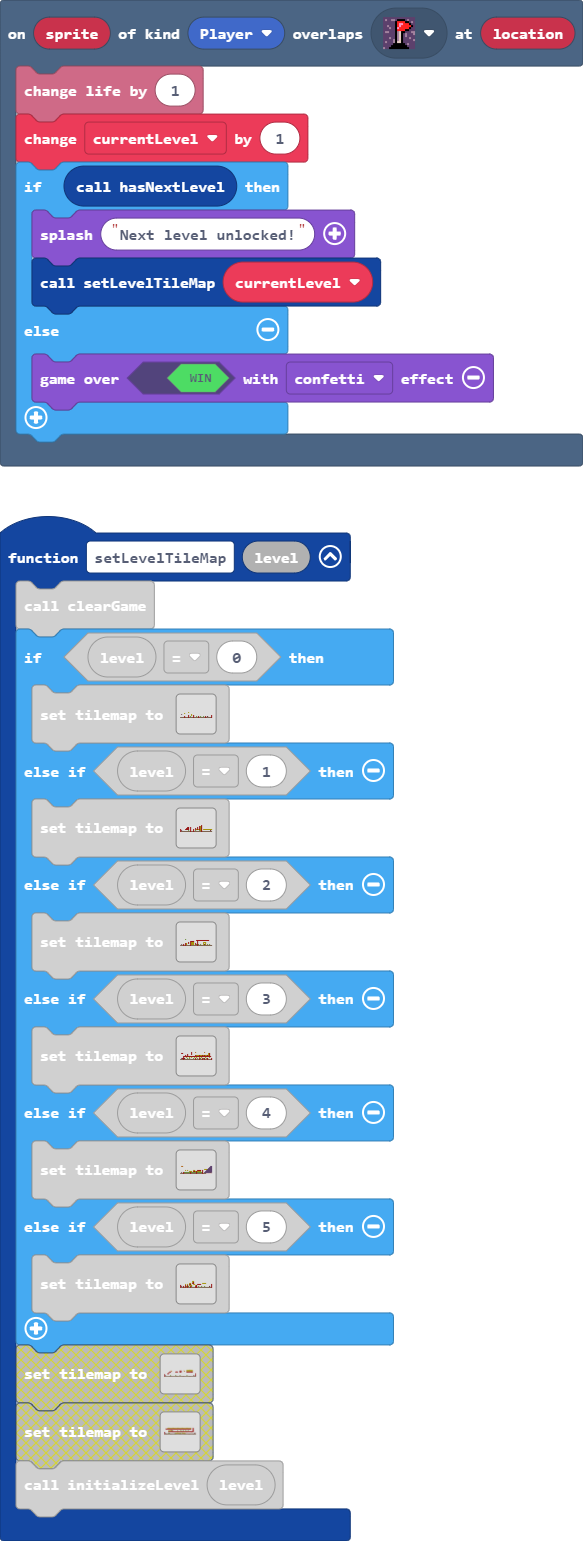 on sprite of kind Player overlaps at location
change life by 1
change currentLevel by 1
if call hasNextLevel then
splash "Next level unlocked!"
call setLevelTileMap currentLevel
else
game over WIN with confetti effect
function setLevelTileMap level
call clearGame
if level = 0 then
set tilemap to
else if level = 1 then
set tilemap to
else if level = 2 then
set tilemap to
else if level = 3 then
set tilemap to
else if level = 4 then
set tilemap to
else if level = 5 then
set tilemap to
set tilemap to
set tilemap to
call initializeLevel level